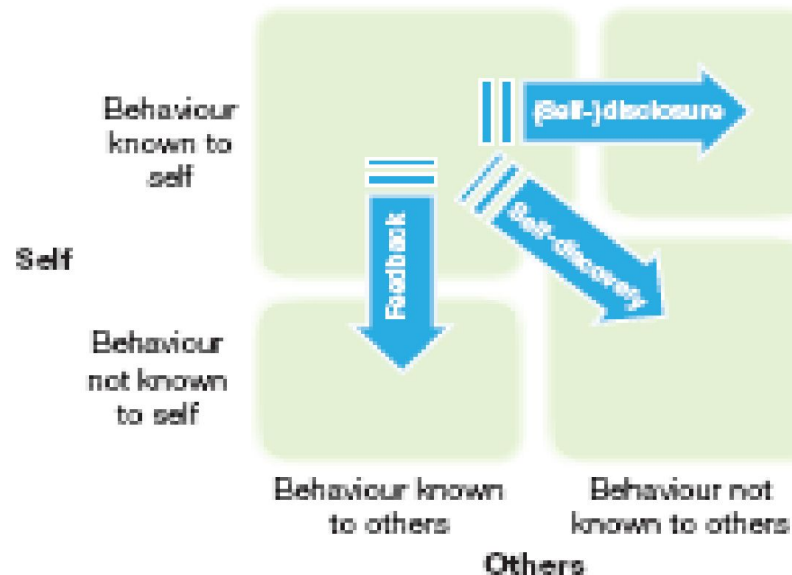 Behaviour
known to
self
(Self-)disclosure
Self-discovery
Feedback
Self
Behaviour
not known
to self
Behaviour known
to others
Behaviour not
known to others
Others